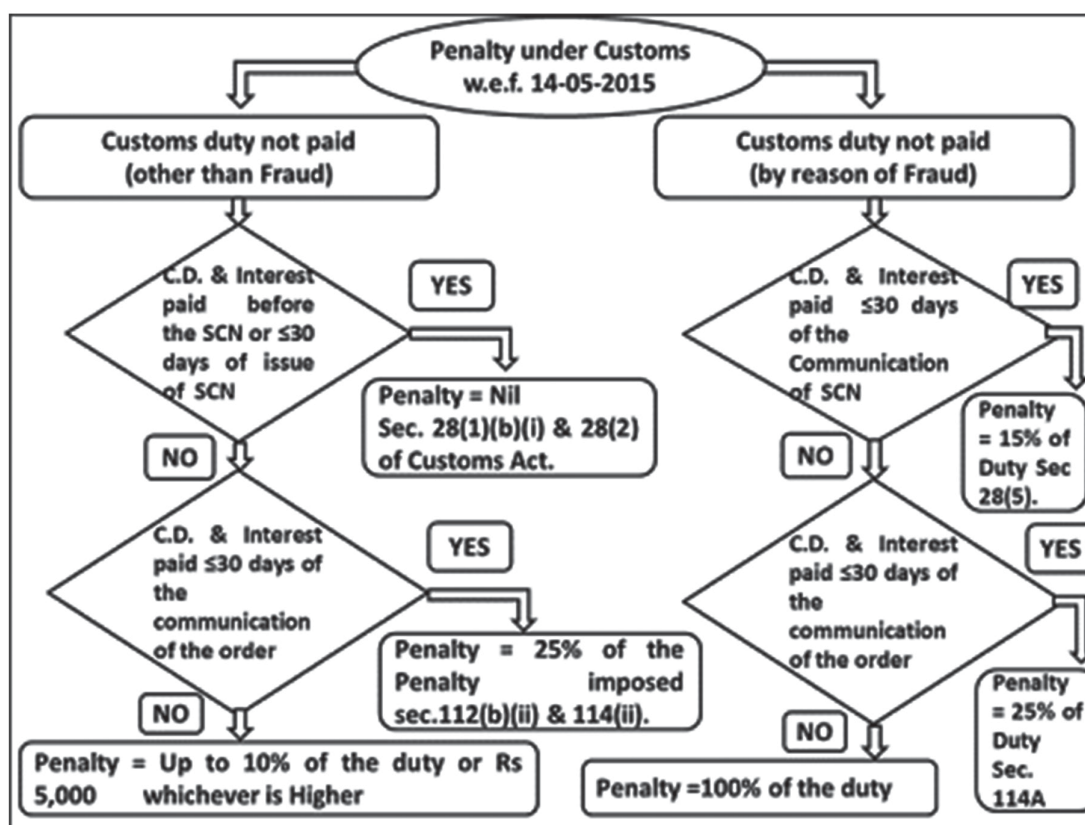 Penalty under Customs
w.e.f. 14-05-2015
Customs duty not paid
(other than Fraud)
Customs duty not paid
(by reason of Fraud)
C.D. & Interest
paid before
the SCN or ≤30
days of issue
of SCN
YES
Penalty = Nil
Sec. 28(1)(b)(i) & 28(2)
of Customs Act.
C.D. & Interest
paid ≤30 days
of the
Communication
of SCN
YES
Penalty
= 15% of
Duty Sec
28(5).
NO
NO
C.D. & Interest
paid ≤30 days of
the
communication
of the order
YES
Penalty = 25% of the
Penalty imposed
sec.112(b)(ii) & 114(ii).
C.D. & Interest
paid ≤30 days of
the
communication
of the order
YES
Penalty
= 25% of
Duty
Sec.
114A
NO
Penalty = Up to 10% of the duty or Rs
5,000 whichever is Higher
NO
Penalty =100% of the duty